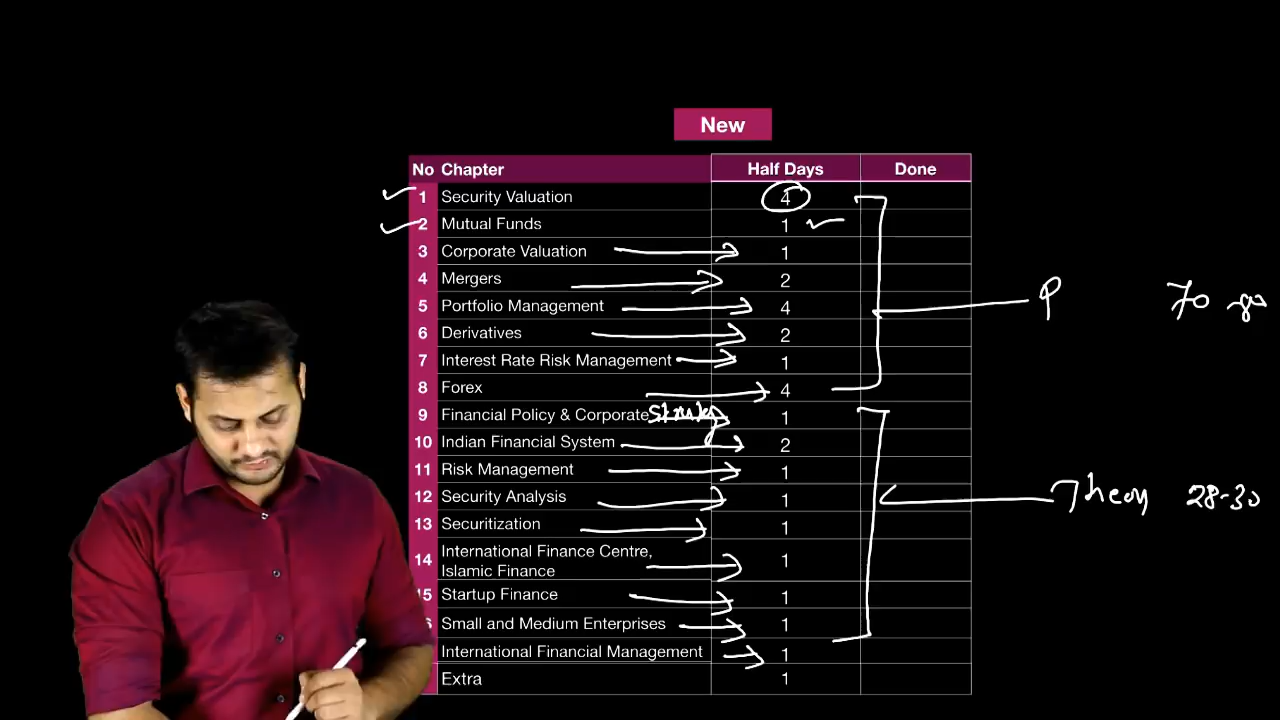 New
No Chapter Half Days Done
1 Security Valuation 4
2 Mutual Funds 1
3 Corporate Valuation 1
4 Mergers 2
5 Portfolio Management 4
6 Derivatives 2
7 Interest Rate Risk Management 1
8 Forex 4
9 Financial Policy & Corporate 1
10 Indian Financial System 2
11 Risk Management 1
12 Security Analysis 1
13 Securitization 1
14 International Finance Centre,
Islamic Finance 1
15 Startup Finance 1
6 Small and Medium Enterprises 1
International Financial Management 1
Extra 1
P 70
Theory 28-30